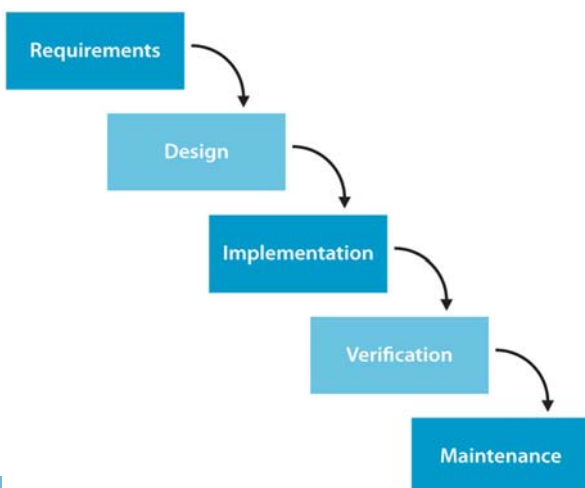 Requirements
Design
Implementation
Verification
Maintenance